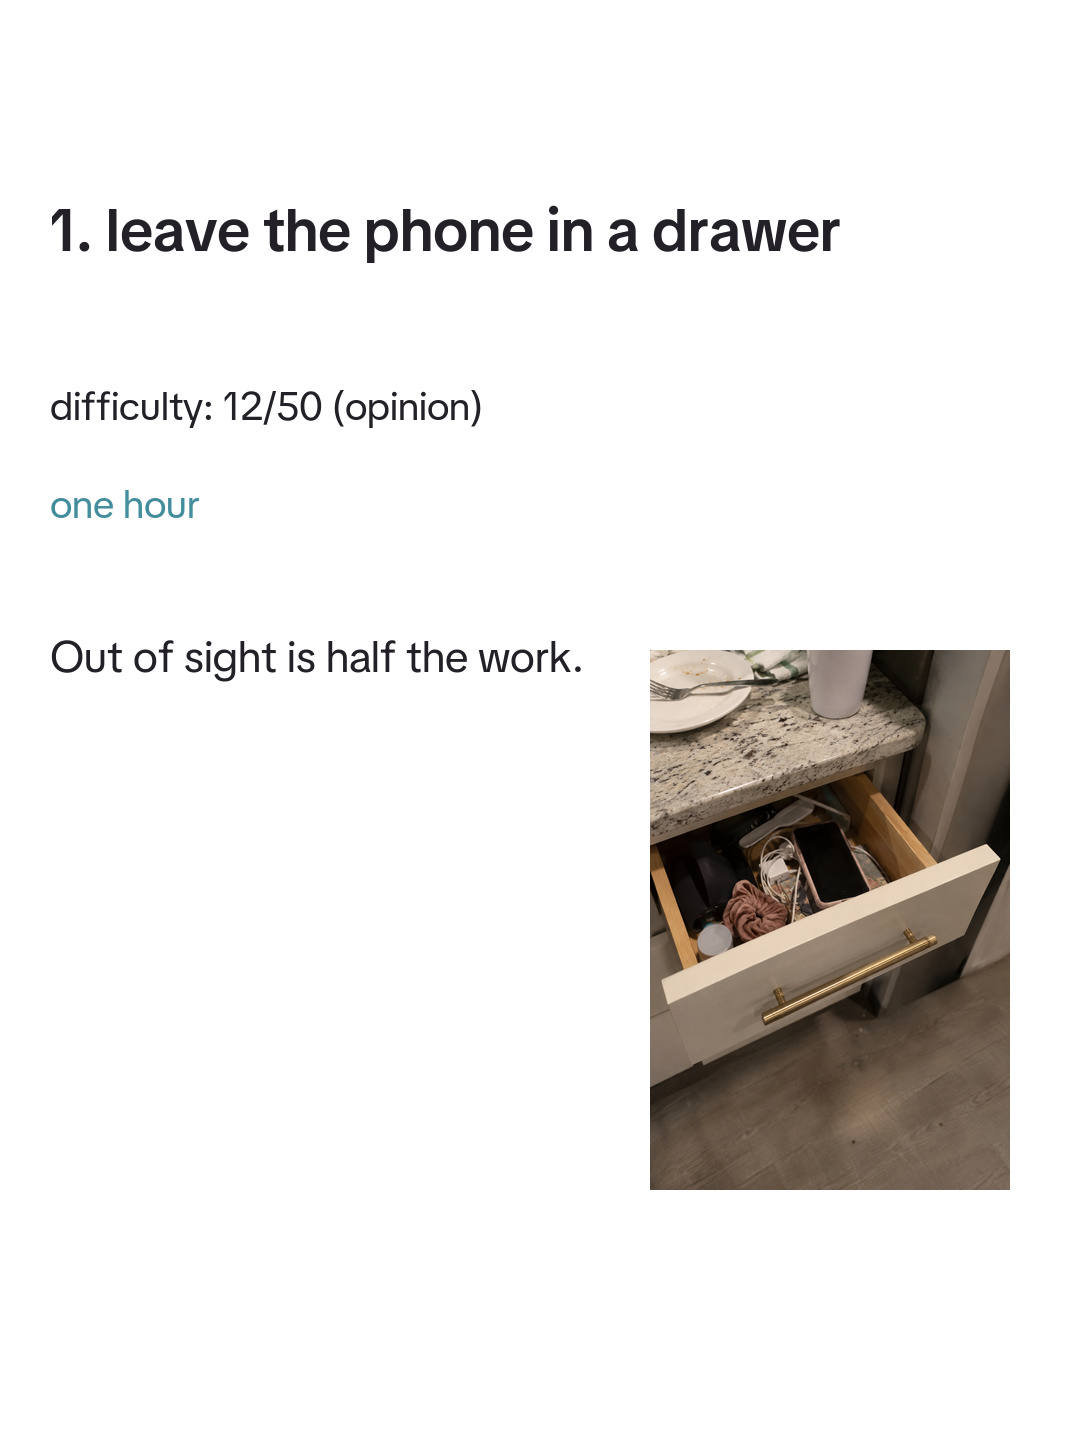 1. leave the phone in a drawer
difficulty: 12/50 (opinion)
one hour
Out of sight is half the work.